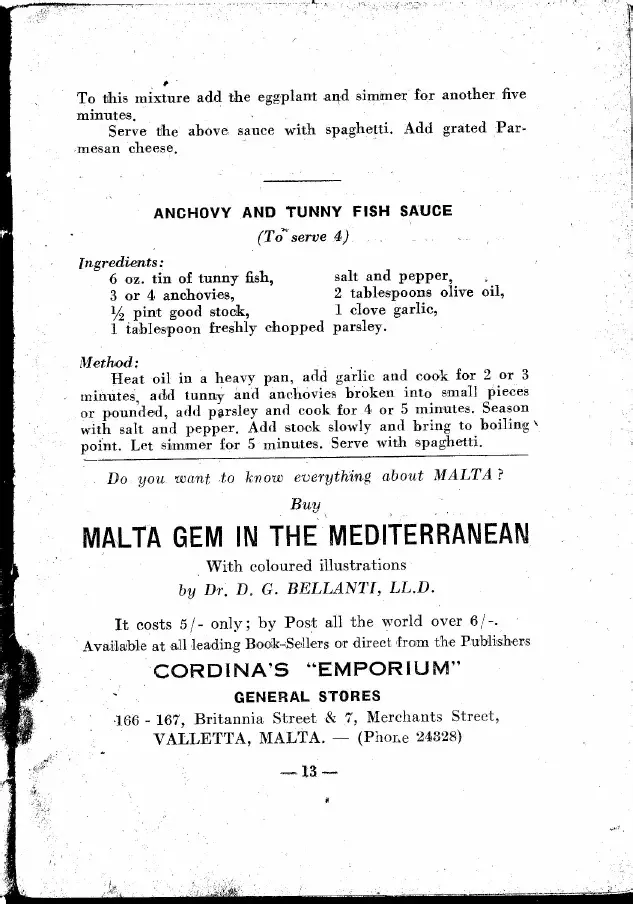 To this mixture add the eggplant and simmer for another five
minutes.
Serve the above sauce with spaghetti. Add grated Par-
mesan cheese.
ANCHOVY AND TUNNY FISH SAUCE
(To serve 4)
Ingredients:
6 oz. tin of tunny fish, salt and pepper,
3 or 4 anchovies, 2 tablespoons olive oil,
½ pint good stock, 1 clove garlic,
1 tablespoon freshly chopped parsley.
Method:
Heat oil in a heavy pan, add garlic and cook for 2 or 3
minutes, add tunny and anchovies broken into small pieces
or pounded, add parsley and cook for 4 or 5 minutes. Season
with salt and pepper. Add stock slowly and bring to boiling
point. Let simmer for 5 minutes. Serve with spaghetti.
Do you want to know everything about MALTA?
Buy
MALTA GEM IN THE MEDITERRANEAN
With coloured illustrations
by Dr. D. G. BELLANTI, LL.D.
It costs 5/- only; by Post all the world over 6/-.
Available at all leading Book-Sellers or direct from the Publishers
CORDINA'S "EMPORIUM"
GENERAL STORES
166 - 167, Britannia Street & 7, Merchants Street,
VALLETTA, MALTA. — (Phone 24328)
— 13 —